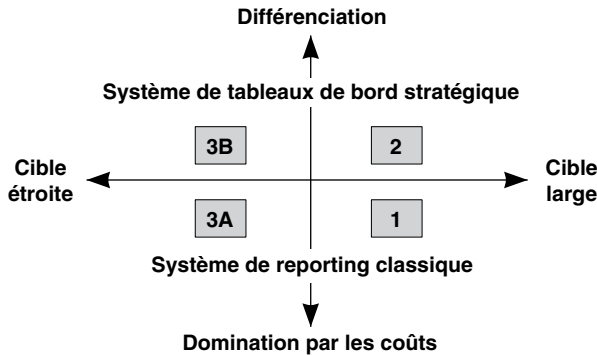 Différenciation
Système de tableaux de bord stratégique
3B
2
Cible
étroite
Cible
large
3A
1
Système de reporting classique
Domination par les coûts